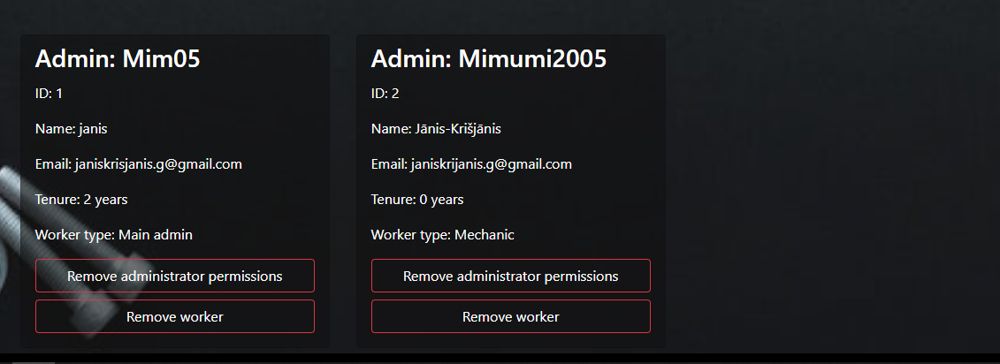 Admin: Mim05
ID: 1
Name: janis
Email: janiskrisjanis.g@gmail.com
Tenure: 2 years
Worker type: Main admin
Remove administrator permissions
Remove worker
Admin: Mimumi2005
ID: 2
Name: Jānis-Krišjānis
Email: janiskrijanis.g@gmail.com
Tenure: 0 years
Worker type: Mechanic
Remove administrator permissions
Remove worker